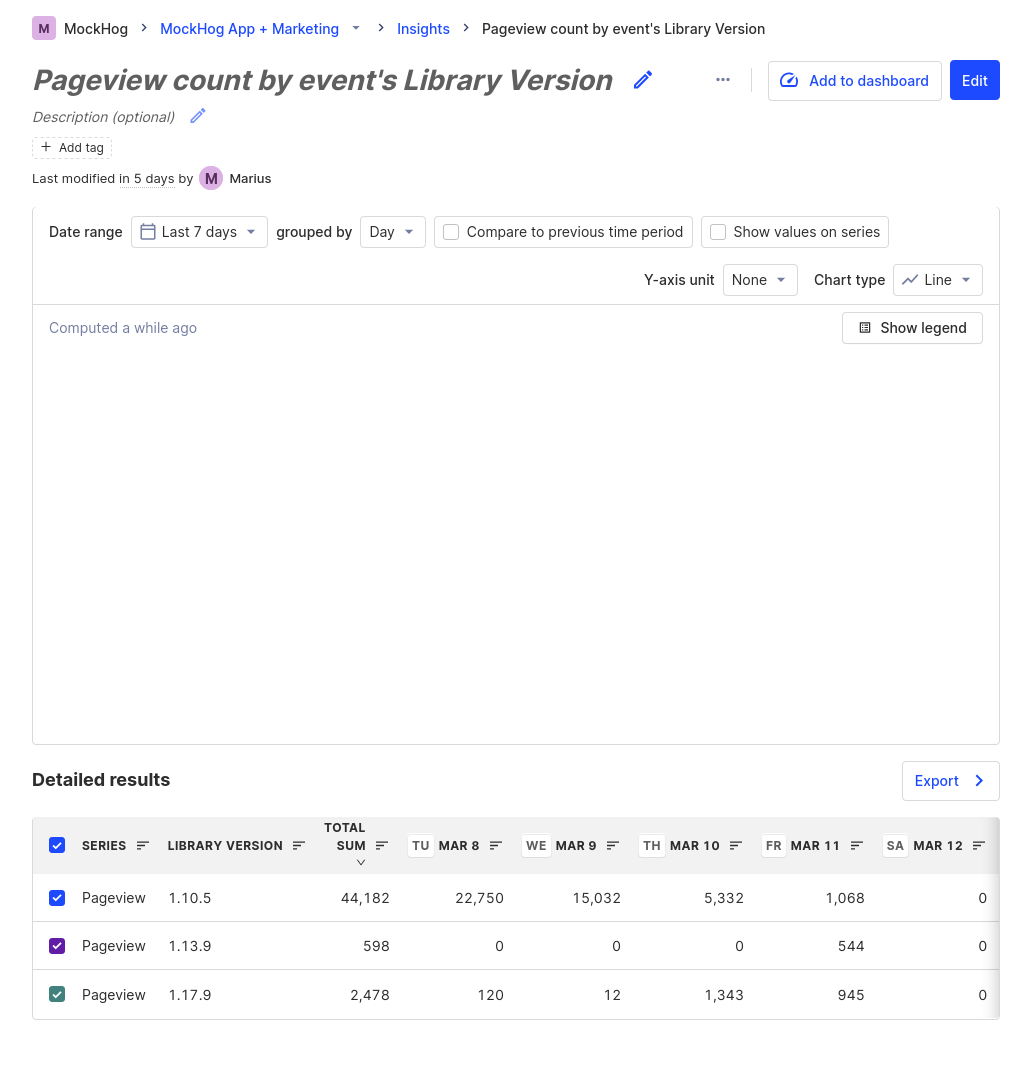 M MockHog MockHog App + Marketing Insights Pageview count by event's Library Version
Pageview count by event's Library Version
Add to dashboard
Edit
Description (optional)
Add tag
Last modified in 5 days by M Marius
Date range Last 7 days grouped by Day Compare to previous time period Show values on series
Y-axis unit None Chart type Line
Computed a while ago
Show legend
Detailed results
Export
SERIES LIBRARY VERSION TOTAL SUM TU MAR 8 WE MAR 9 TH MAR 10 FR MAR 11 SA MAR 12
Pageview 1.10.5 44,182 22,750 15,032 5,332 1,068 0
Pageview 1.13.9 598 0 0 0 544 0
Pageview 1.17.9 2,478 120 12 1,343 945 0